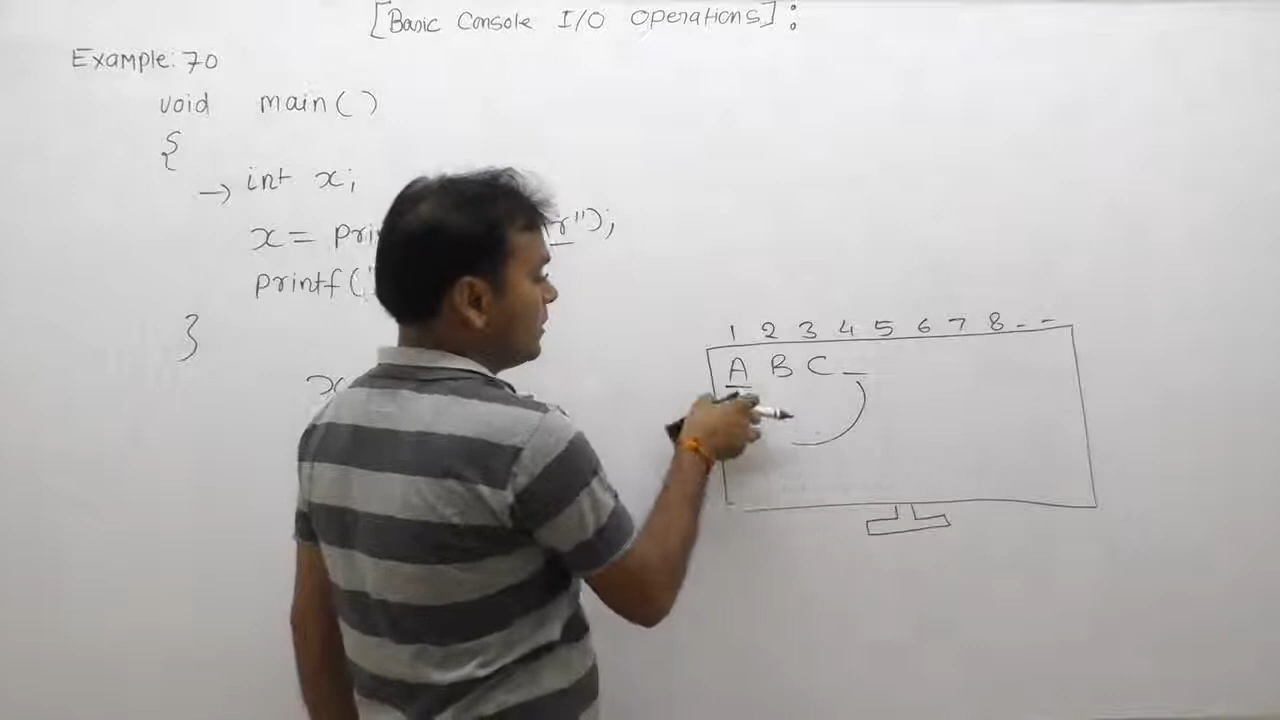 [Basic Console I/O Operations]:
Example: 70
void main()
{
→ int x;
x = pri r");
printf("
}
x
1 2 3 4 5 6 7 8 - -
A B C _